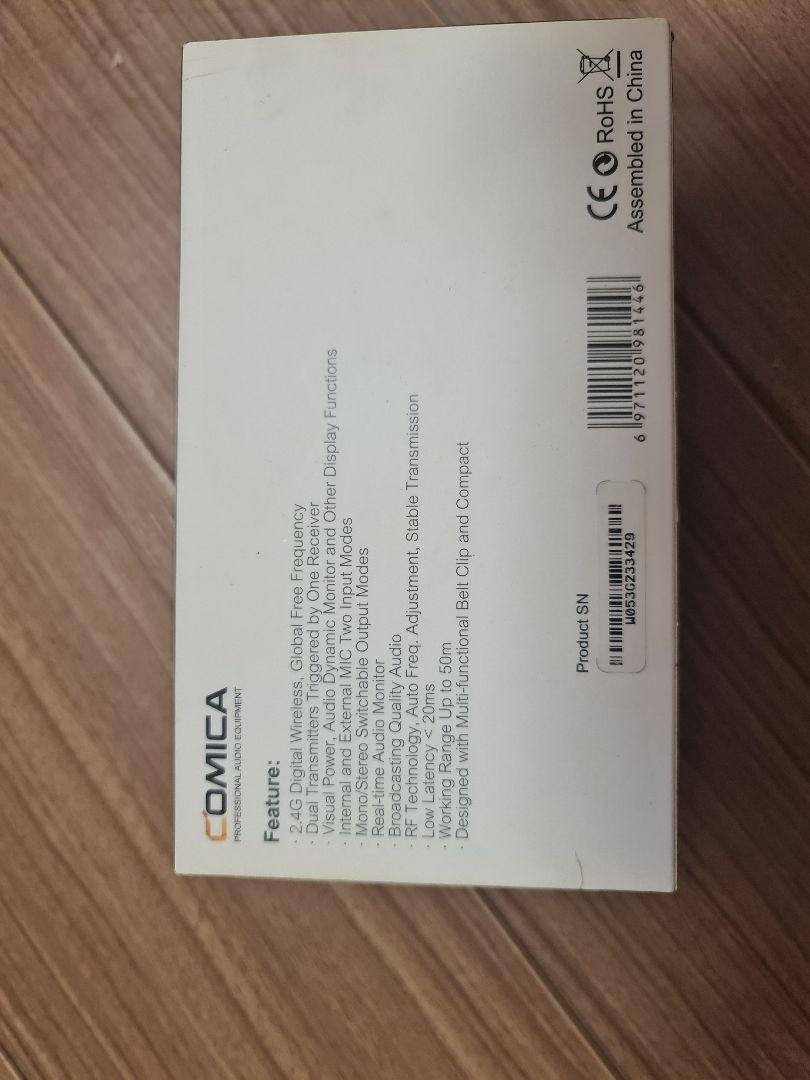 COMICA
PROFESSIONAL AUDIO EQUIPMENT
Feature:
· 2.4G Digital Wireless, Global Free Frequency
· Dual Transmitters Triggered by One Receiver
· Visual Power, Audio Dynamic Monitor and Other Display Functions
· Internal and External MIC Two Input Modes
· Mono/Stereo Switchable Output Modes
· Real-time Audio Monitor
· Broadcasting Quality Audio
· RF Technology, Auto Freq. Adjustment, Stable Transmission
· Low Latency < 20ms
· Working Range Up to 50m
· Designed with Multi-functional Belt Clip and Compact
Product SN
W053G233429
6 971120 981446
CE RoHS
Assembled in China